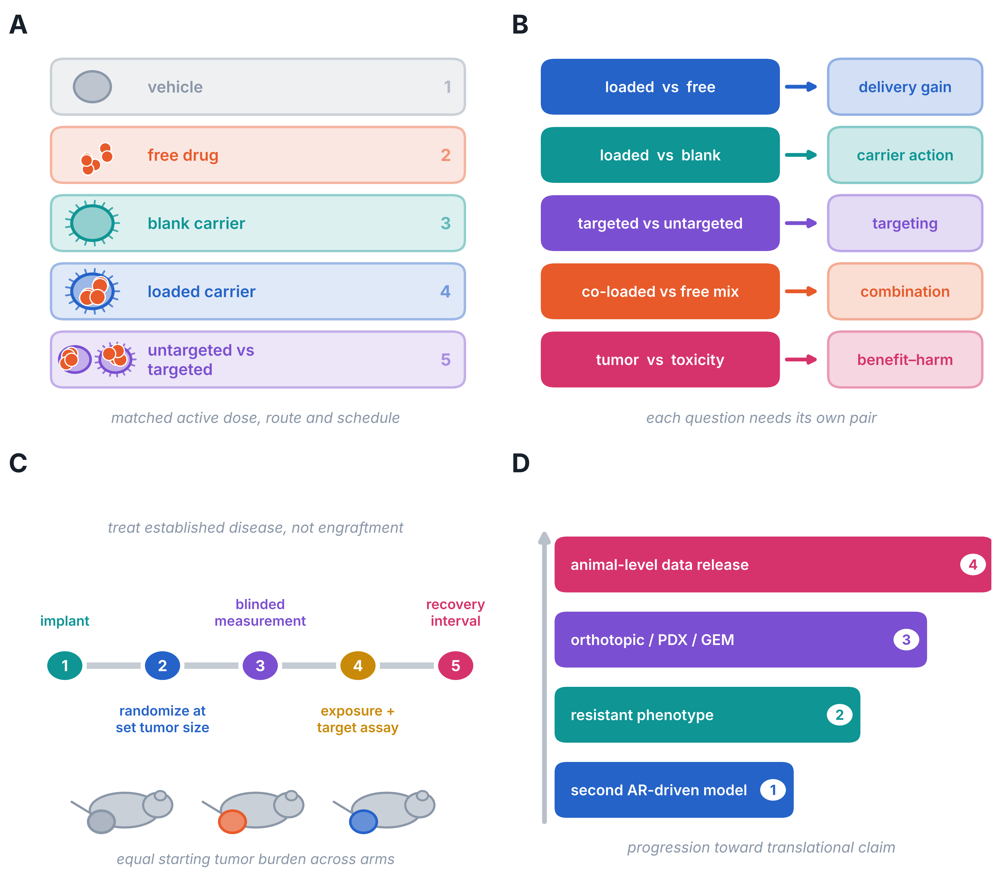 A
vehicle 1
free drug 2
blank carrier 3
loaded carrier 4
untargeted vs
targeted 5
matched active dose, route and schedule
B
loaded vs free delivery gain
loaded vs blank carrier action
targeted vs untargeted targeting
co-loaded vs free mix combination
tumor vs toxicity benefit–harm
each question needs its own pair
C
treat established disease, not engraftment
implant
blinded
measurement
recovery
interval
1 2 3 4 5
randomize at
set tumor size
exposure +
target assay
equal starting tumor burden across arms
D
animal-level data release 4
orthotopic / PDX / GEM 3
resistant phenotype 2
second AR-driven model 1
progression toward translational claim